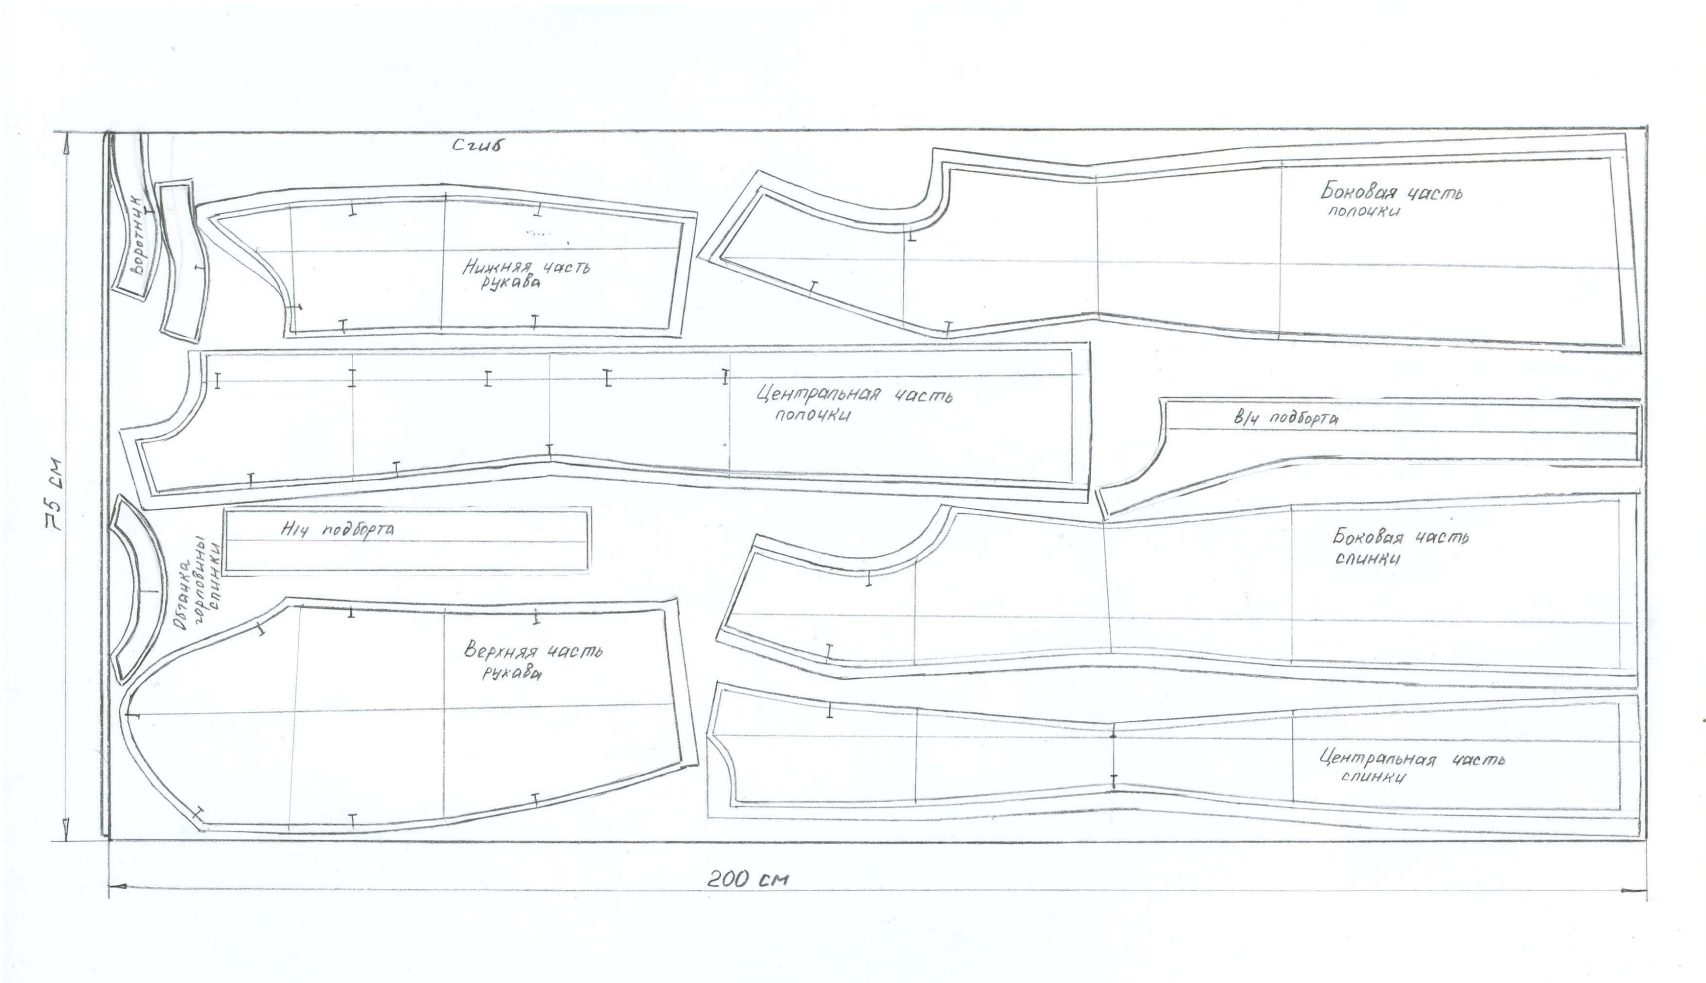 Сгиб
Воротник
Нижняя часть
рукава
Боковая часть
полочки
Центральная часть
полочки
В/ч подборта
75 см
Н/ч подборта
Обтачка
горловины
спинки
Боковая часть
спинки
Верхняя часть
рукава
Центральная часть
спинки
200 см